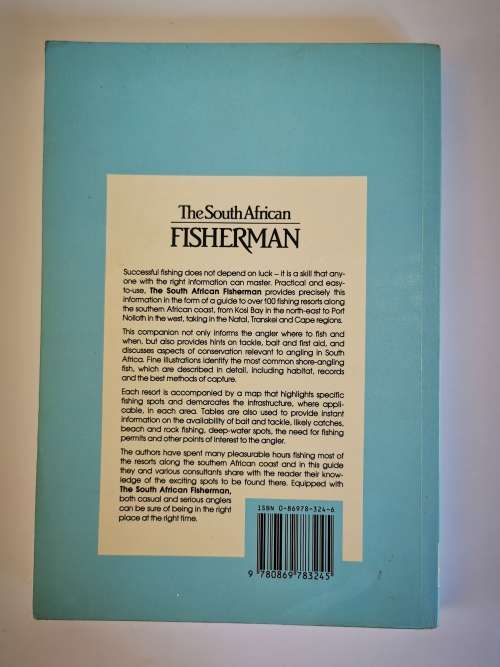 The South African
FISHERMAN
Successful fishing does not depend on luck – it is a skill that any-
one with the right information can master. Practical and easy-
to-use, The South African Fisherman provides precisely this
information in the form of a guide to over 100 fishing resorts along
the southern African coast, from Kosi Bay in the north-east to Port
Nolloth in the west, taking in the Natal, Transkei and Cape regions.
This companion not only informs the angler where to fish and
when, but also provides hints on tackle, bait and first aid, and
discusses aspects of conservation relevant to angling in South
Africa. Fine illustrations identify the most common shore-angling
fish, which are described in detail, including habitat, records
and the best methods of capture.
Each resort is accompanied by a map that highlights specific
fishing spots and demarcates the infrastructure, where appli-
cable, in each area. Tables are also used to provide instant
information on the availability of bait and tackle, likely catches,
beach and rock fishing, deep-water spots, the need for fishing
permits and other points of interest to the angler.
The authors have spent many pleasurable hours fishing most of
the resorts along the southern African coast and in this guide
they and various consultants share with the reader their know-
ledge of the exciting spots to be found there. Equipped with
The South African Fisherman,
both casual and serious anglers
can be sure of being in the right
place at the right time.
ISBN 0-86978-324-6
9 780869 783245